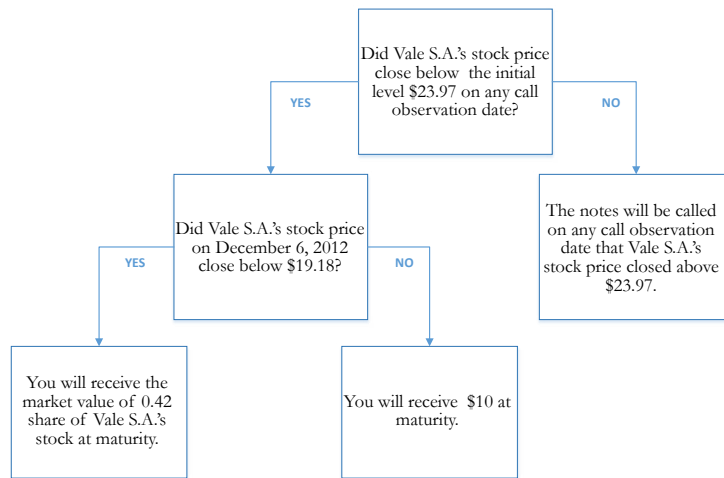 Did Vale S.A.'s stock price
close below the initial
level $23.97 on any call
observation date?
YES
NO
Did Vale S.A.'s stock price
on December 6, 2012
close below $19.18?
The notes will be called
on any call observation
date that Vale S.A.'s
stock price closed above
$23.97.
YES
NO
You will receive the
market value of 0.42
share of Vale S.A.'s
stock at maturity.
You will receive $10 at
maturity.